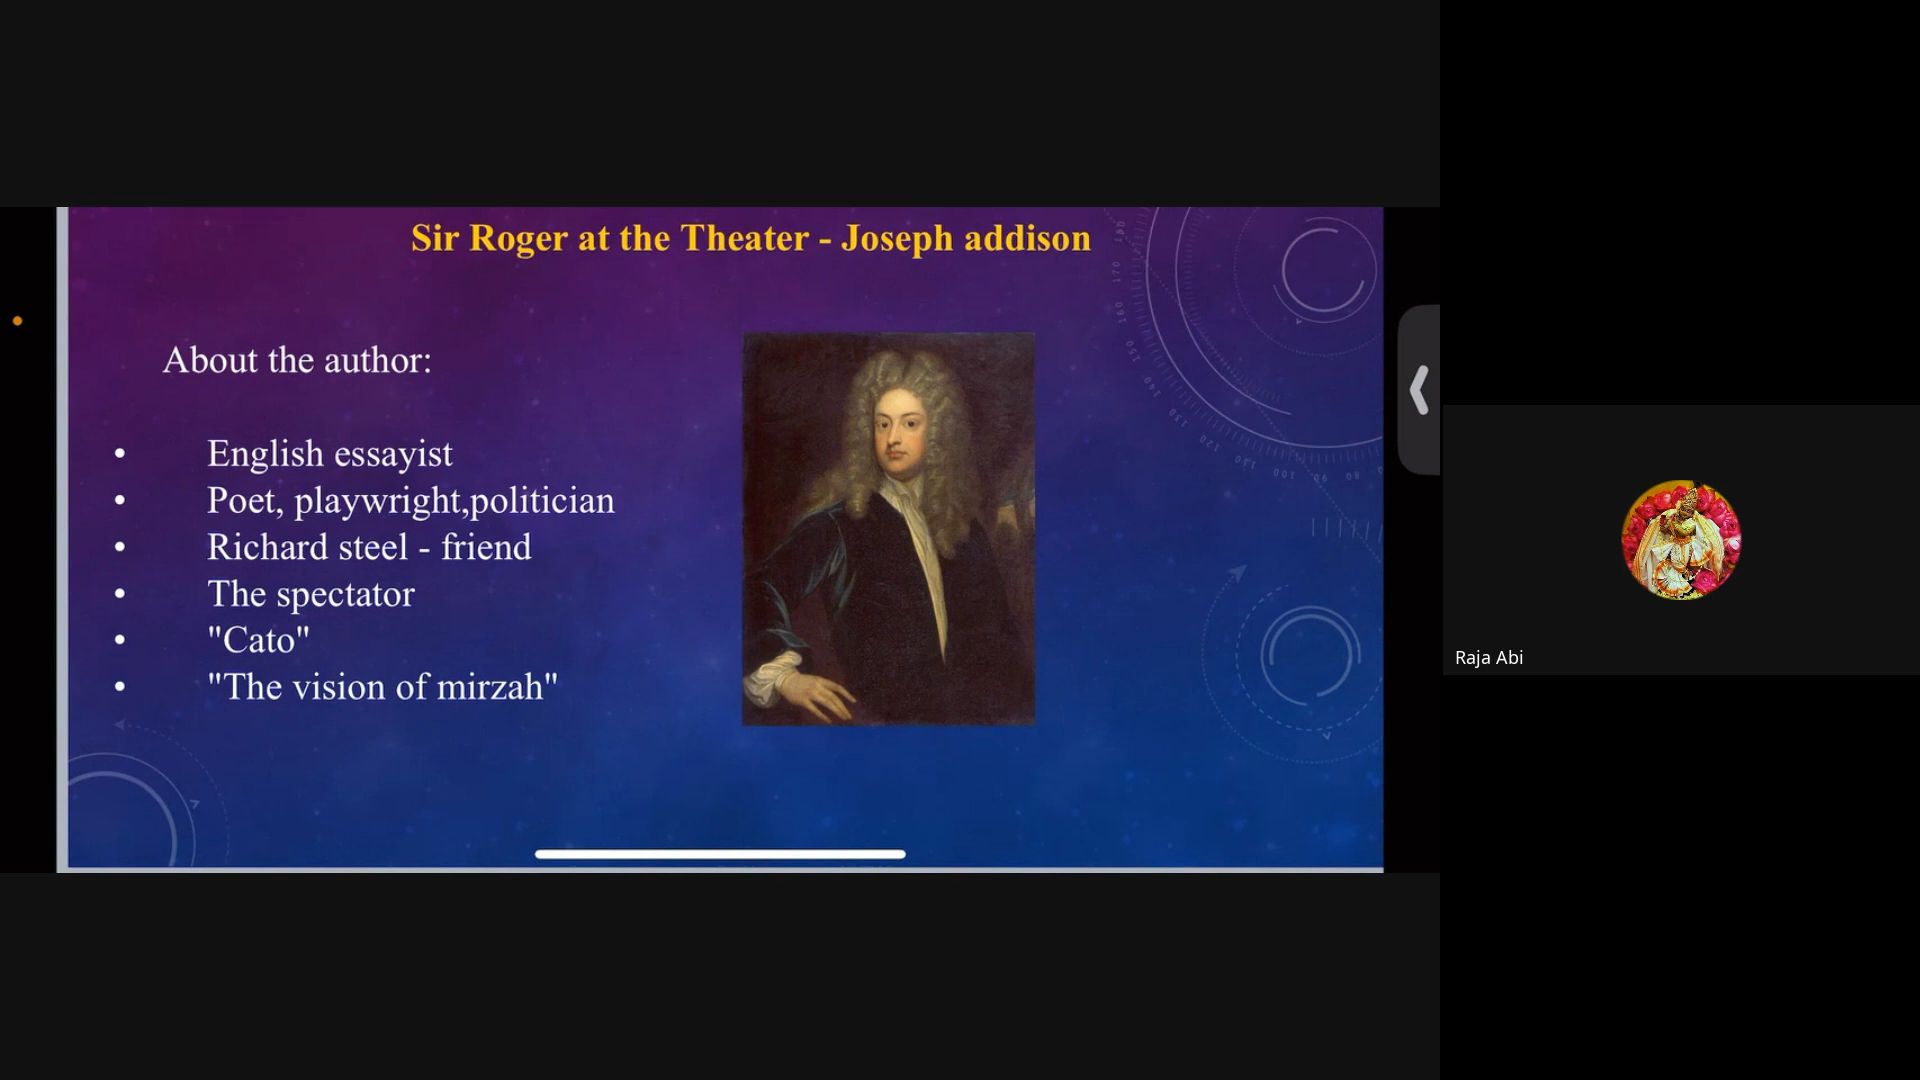 Sir Roger at the Theater - Joseph addison
About the author:
• English essayist
• Poet, playwright,politician
• Richard steel - friend
• The spectator
• "Cato"
• "The vision of mirzah"
Raja Abi